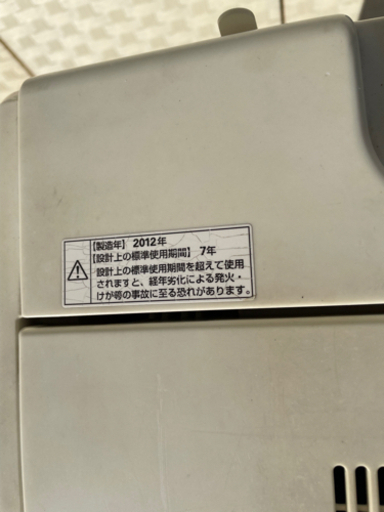 【製造年】 2012年
【設計上の標準使用期間】 7年
設計上の標準使用期間を超えて使用
されますと、経年劣化による発火・
けが等の事故に至る恐れがあります。